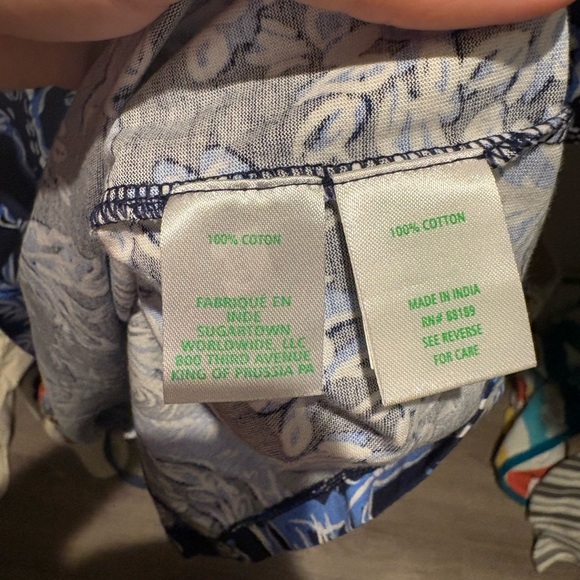 100% COTON
FABRIQUÉ EN
INDE
SUGARTOWN
WORLDWIDE, LLC
800 THIRD AVENUE
KING OF PRUSSIA PA
100% COTTON
MADE IN INDIA
RN# 88189
SEE REVERSE
FOR CARE